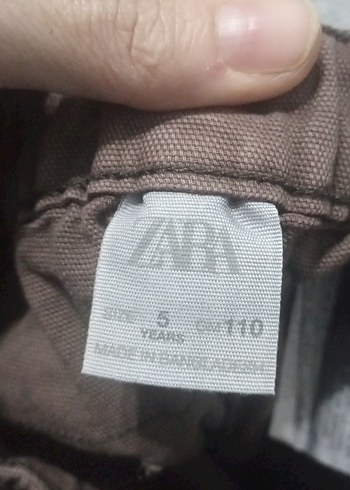 ZARA
SIZE 5 CM 110
YEARS
MADE IN BANGLADESH